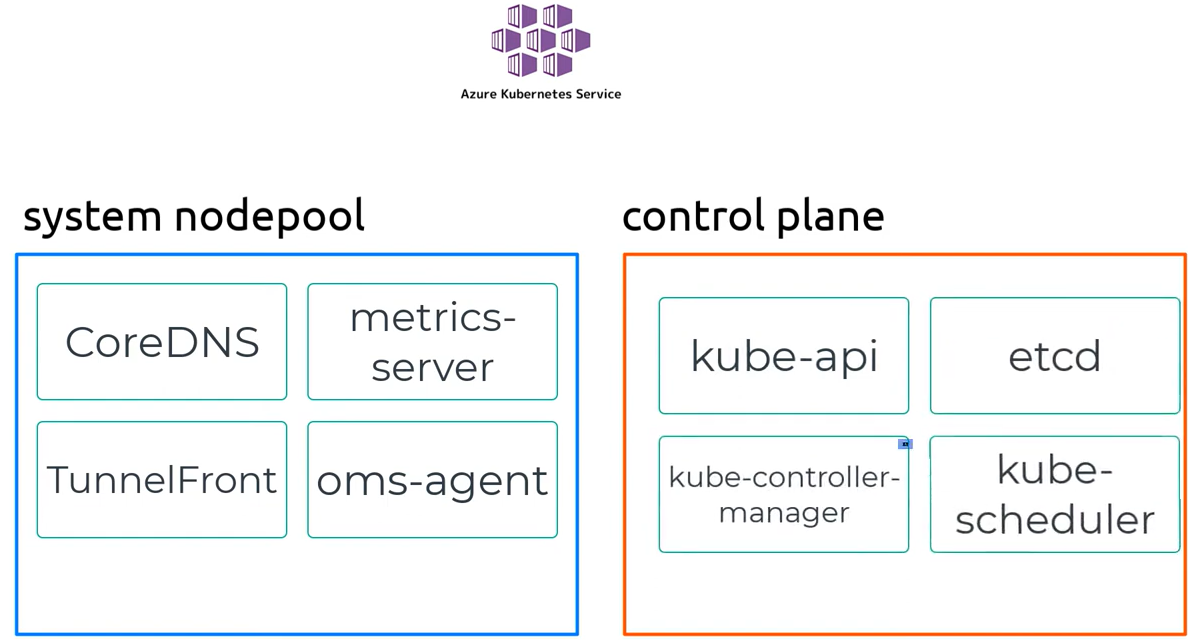 Azure Kubernetes Service
system nodepool
CoreDNS
metrics-
server
TunnelFront
oms-agent
control plane
kube-api
etcd
kube-controller-
manager
kube-
scheduler